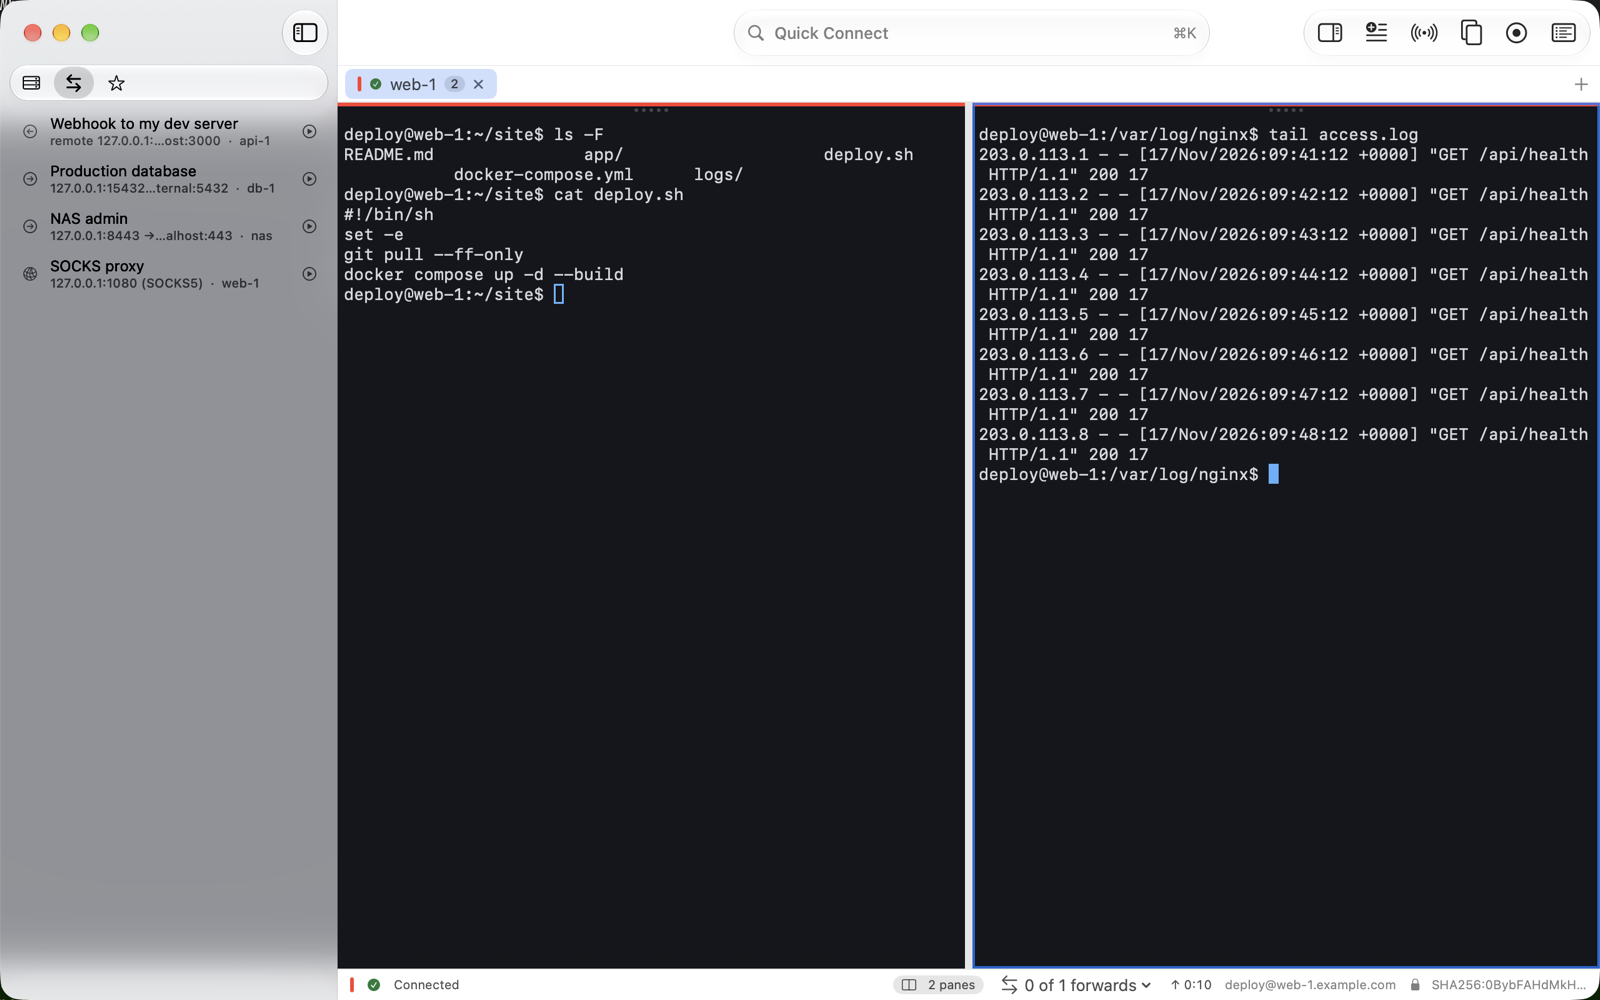 Quick Connect
⌘K
web-1 2
Webhook to my dev server
remote 127.0.0.1:...ost:3000 · api-1
Production database
127.0.0.1:15432...ternal:5432 · db-1
NAS admin
127.0.0.1:8443 →...alhost:443 · nas
SOCKS proxy
127.0.0.1:1080 (SOCKS5) · web-1
deploy@web-1:~/site$ ls -F
README.md app/ deploy.sh
docker-compose.yml logs/
deploy@web-1:~/site$ cat deploy.sh
#!/bin/sh
set -e
git pull --ff-only
docker compose up -d --build
deploy@web-1:~/site$
deploy@web-1:/var/log/nginx$ tail access.log
203.0.113.1 - - [17/Nov/2026:09:41:12 +0000] "GET /api/health
HTTP/1.1" 200 17
203.0.113.2 - - [17/Nov/2026:09:42:12 +0000] "GET /api/health
HTTP/1.1" 200 17
203.0.113.3 - - [17/Nov/2026:09:43:12 +0000] "GET /api/health
HTTP/1.1" 200 17
203.0.113.4 - - [17/Nov/2026:09:44:12 +0000] "GET /api/health
HTTP/1.1" 200 17
203.0.113.5 - - [17/Nov/2026:09:45:12 +0000] "GET /api/health
HTTP/1.1" 200 17
203.0.113.6 - - [17/Nov/2026:09:46:12 +0000] "GET /api/health
HTTP/1.1" 200 17
203.0.113.7 - - [17/Nov/2026:09:47:12 +0000] "GET /api/health
HTTP/1.1" 200 17
203.0.113.8 - - [17/Nov/2026:09:48:12 +0000] "GET /api/health
HTTP/1.1" 200 17
deploy@web-1:/var/log/nginx$
Connected
2 panes
0 of 1 forwards
↑ 0:10
deploy@web-1.example.com
SHA256:0BybFAHdMkH...